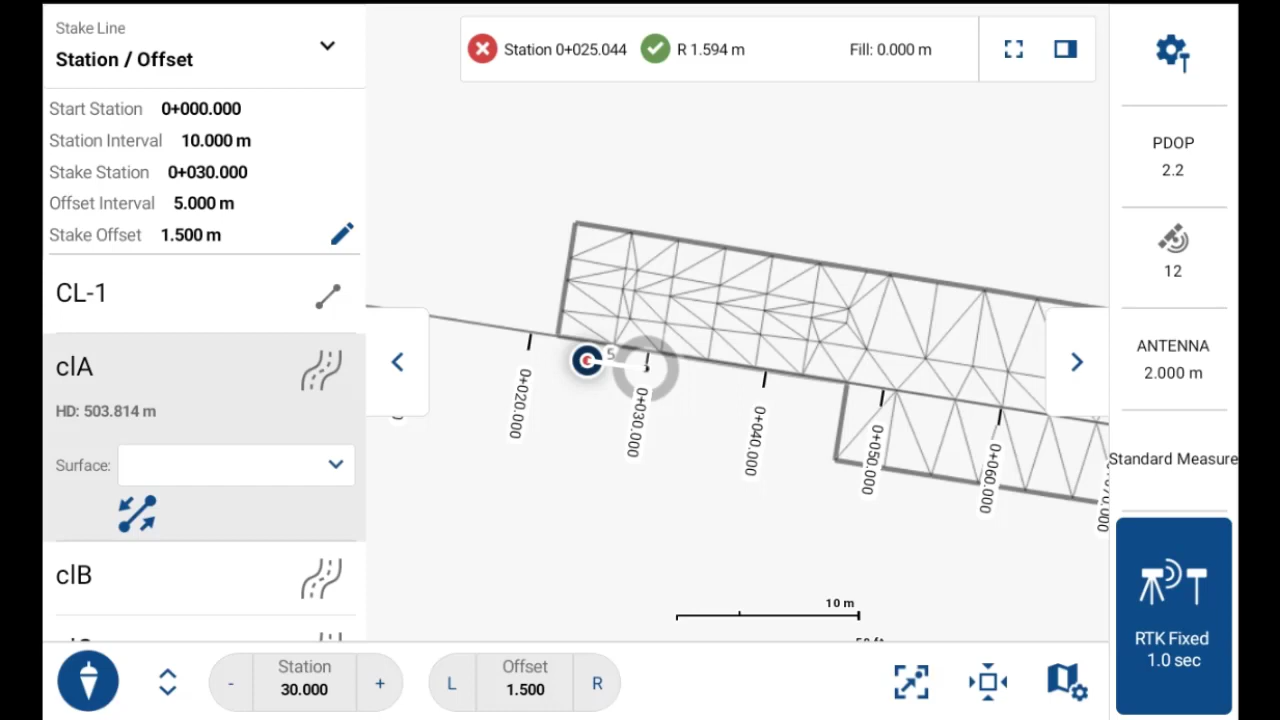 Stake Line
Station / Offset
Start Station 0+000.000
Station Interval 10.000 m
Stake Station 0+030.000
Offset Interval 5.000 m
Stake Offset 1.500 m
CL-1
clA
HD: 503.814 m
Surface:
clB
Station 0+025.044 R 1.594 m Fill: 0.000 m
5
0+020.000
0+030.000
0+040.000
0+050.000
0+060.000
10 m
50 ft
PDOP
2.2
12
ANTENNA
2.000 m
Standard Measure
RTK Fixed
1.0 sec
- Station 30.000 +
L Offset 1.500 R